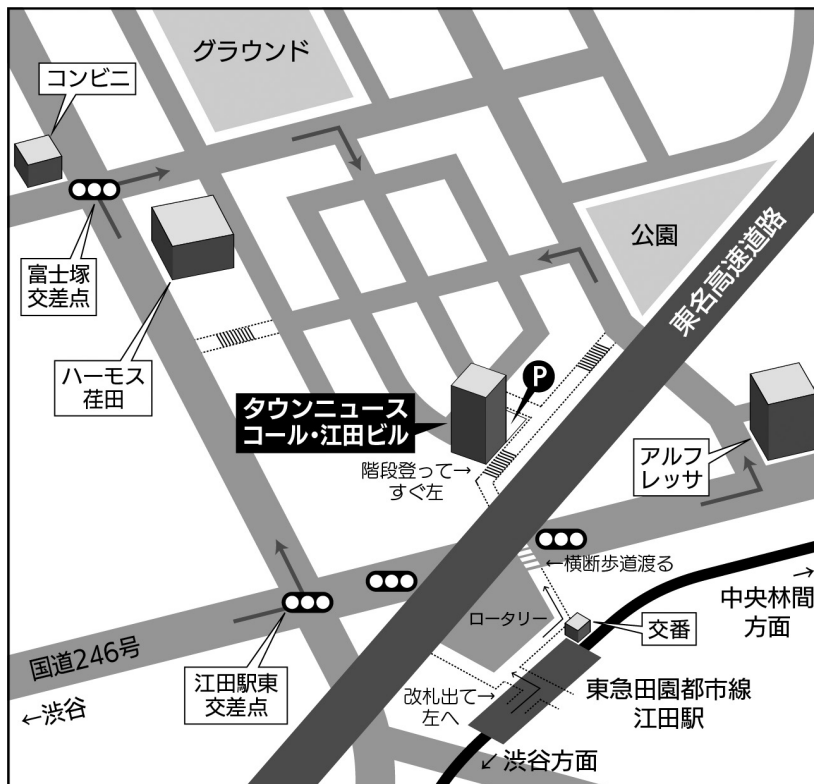 グラウンド
コンビニ
富士塚
交差点
公園
東名高速道路
ハーモス
荏田
P
タウンニュース
コール・江田ビル
階段登って→
すぐ左
アルフ
レッサ
←横断歩道渡る
→
中央林間
方面
ロータリー
交番
国道246号
←渋谷
江田駅東
交差点
改札出て→
左へ
東急田園都市線
江田駅
↙渋谷方面